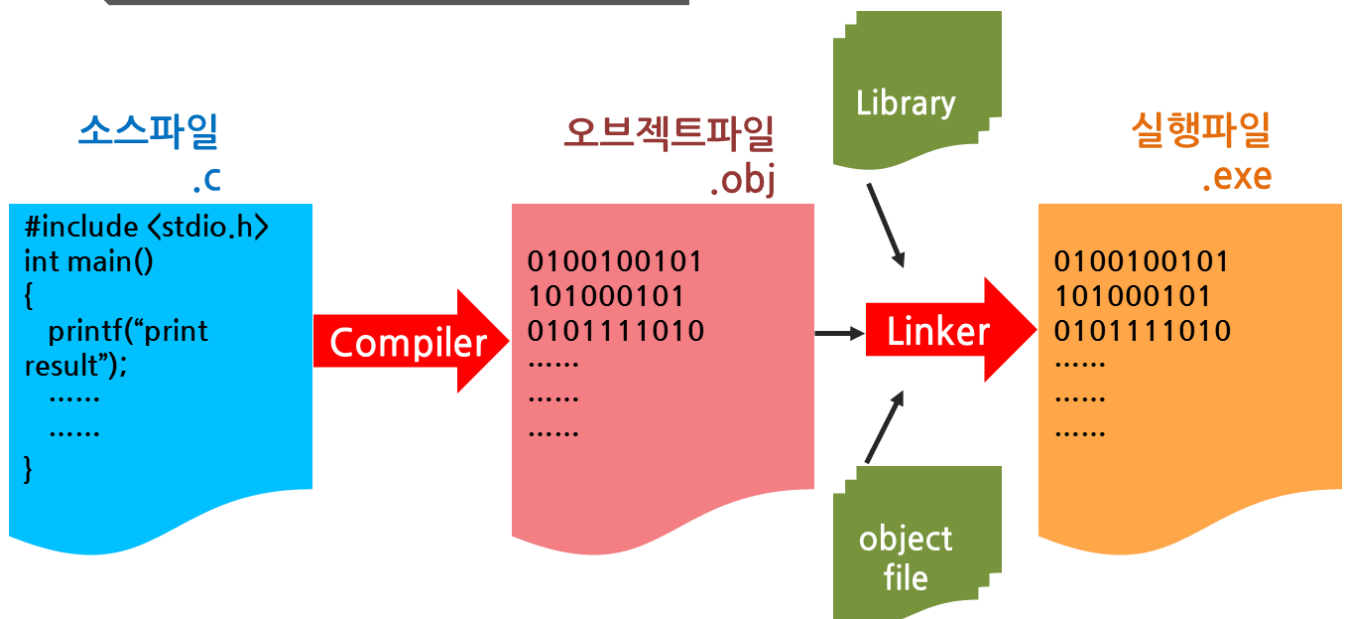 소스파일
.c
#include <stdio.h>
int main()
{
printf(“print
result”);
……
……
}
Compiler
오브젝트파일
.obj
0100100101
101000101
0101111010
……
……
……
Library
Linker
object
file
실행파일
.exe
0100100101
101000101
0101111010
……
……
……